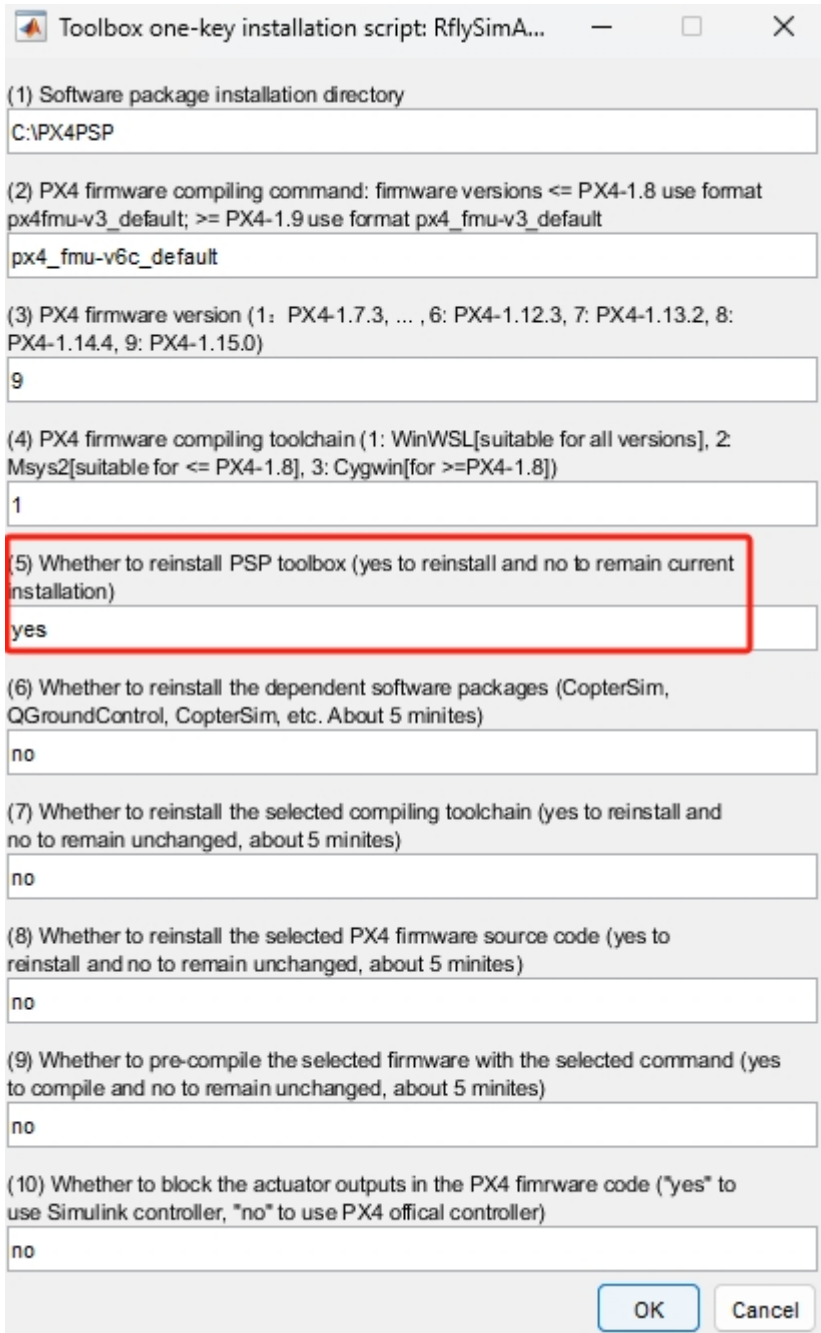 Toolbox one-key installation script: RflySimA...
(1) Software package installation directory
C:\PX4PSP
(2) PX4 firmware compiling command: firmware versions <= PX4-1.8 use format
px4fmu-v3_default; >= PX4-1.9 use format px4_fmu-v3_default
px4_fmu-v6c_default
(3) PX4 firmware version (1：PX4-1.7.3, ... , 6: PX4-1.12.3, 7: PX4-1.13.2, 8:
PX4-1.14.4, 9: PX4-1.15.0)
9
(4) PX4 firmware compiling toolchain (1: WinWSL[suitable for all versions], 2:
Msys2[suitable for <= PX4-1.8], 3: Cygwin[for >=PX4-1.8])
1
(5) Whether to reinstall PSP toolbox (yes to reinstall and no to remain current
installation)
yes
(6) Whether to reinstall the dependent software packages (CopterSim,
QGroundControl, CopterSim, etc. About 5 minites)
no
(7) Whether to reinstall the selected compiling toolchain (yes to reinstall and
no to remain unchanged, about 5 minites)
no
(8) Whether to reinstall the selected PX4 firmware source code (yes to
reinstall and no to remain unchanged, about 5 minites)
no
(9) Whether to pre-compile the selected firmware with the selected command (yes
to compile and no to remain unchanged, about 5 minites)
no
(10) Whether to block the actuator outputs in the PX4 fimrware code ("yes" to
use Simulink controller, "no" to use PX4 offical controller)
no
OK Cancel